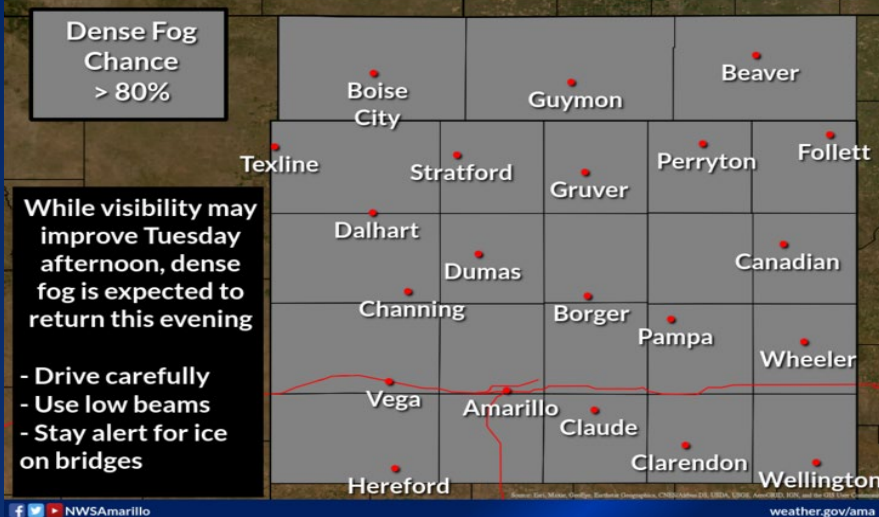 Dense Fog
Chance
> 80%
Boise
City
Guymon
Beaver
Texline
Stratford
Gruver
Perryton
Follett
While visibility may
improve Tuesday
afternoon, dense
fog is expected to
return this evening
- Drive carefully
- Use low beams
- Stay alert for ice
on bridges
Dalhart
Dumas
Canadian
Channing
Borger
Pampa
Wheeler
Vega
Amarillo
Claude
Clarendon
Hereford
Wellington
NWSAmarillo
weather.gov/ama